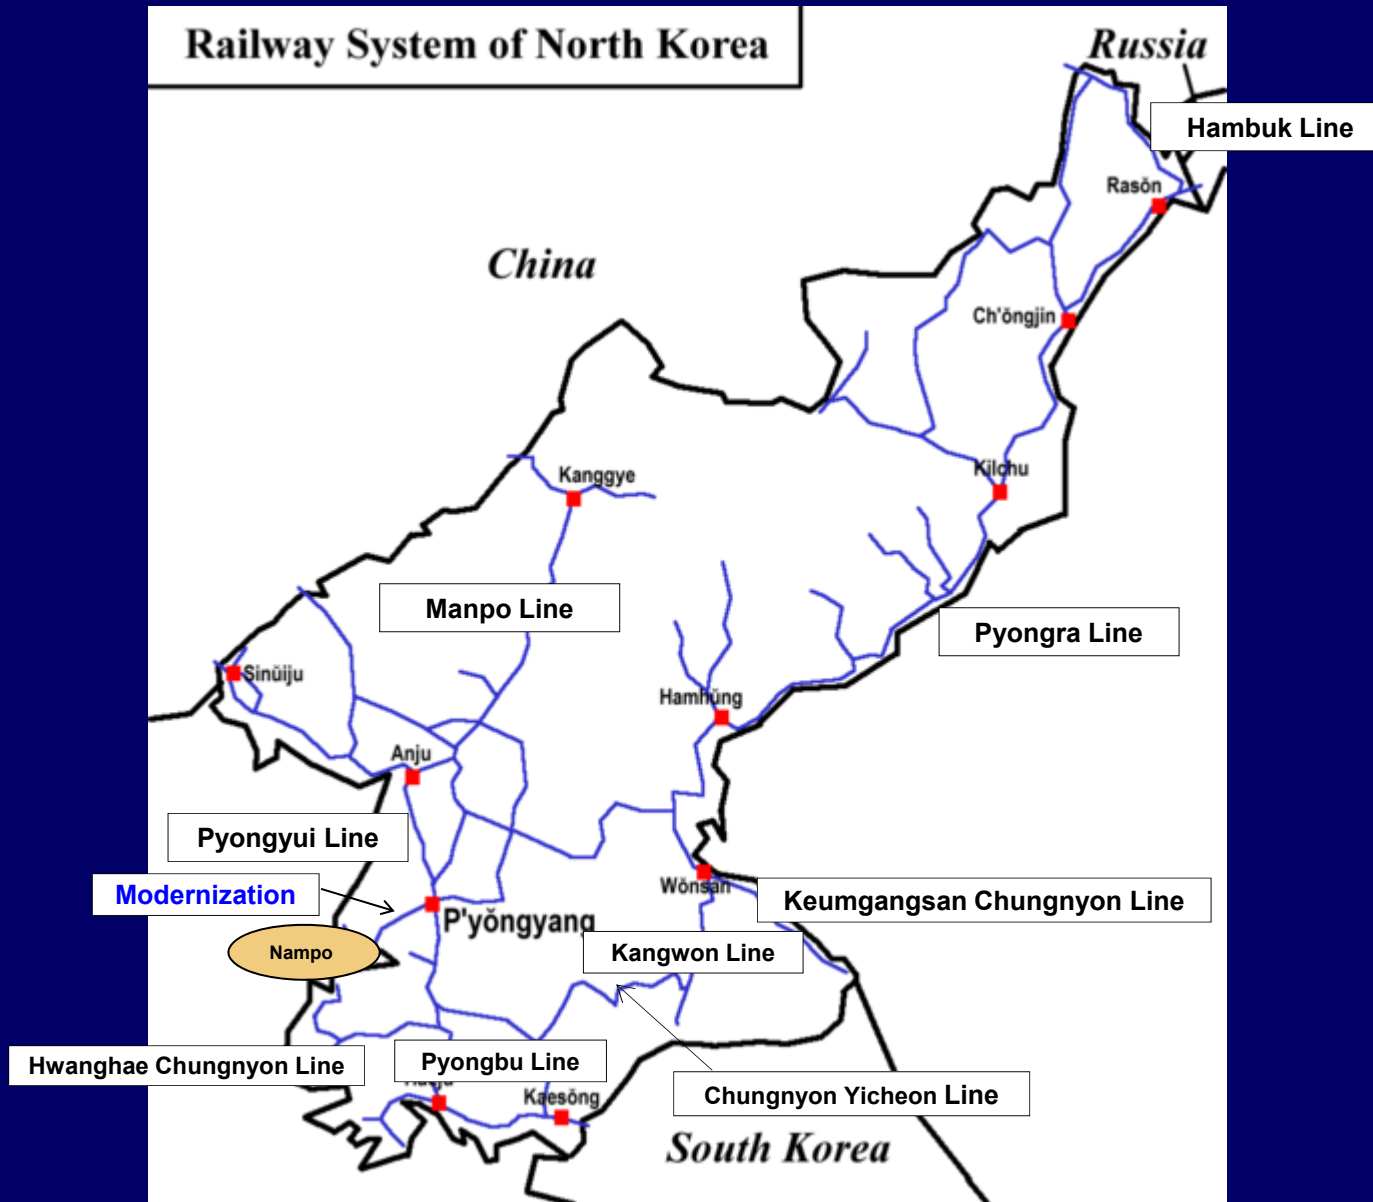 Railway System of North Korea
Russia
Hambuk Line
Rasŏn
China
Ch'ŏngjin
Kanggye
Kilchu
Manpo Line
Pyongra Line
Sinŭiju
Hamhŭng
Anju
Pyongyui Line
Modernization
Wŏnsan
Keumgangsan Chungnyon Line
P'yŏngyang
Kangwon Line
Nampo
Hwanghae Chungnyon Line
Pyongbu Line
Kaesŏng
Chungnyon Yicheon Line
South Korea